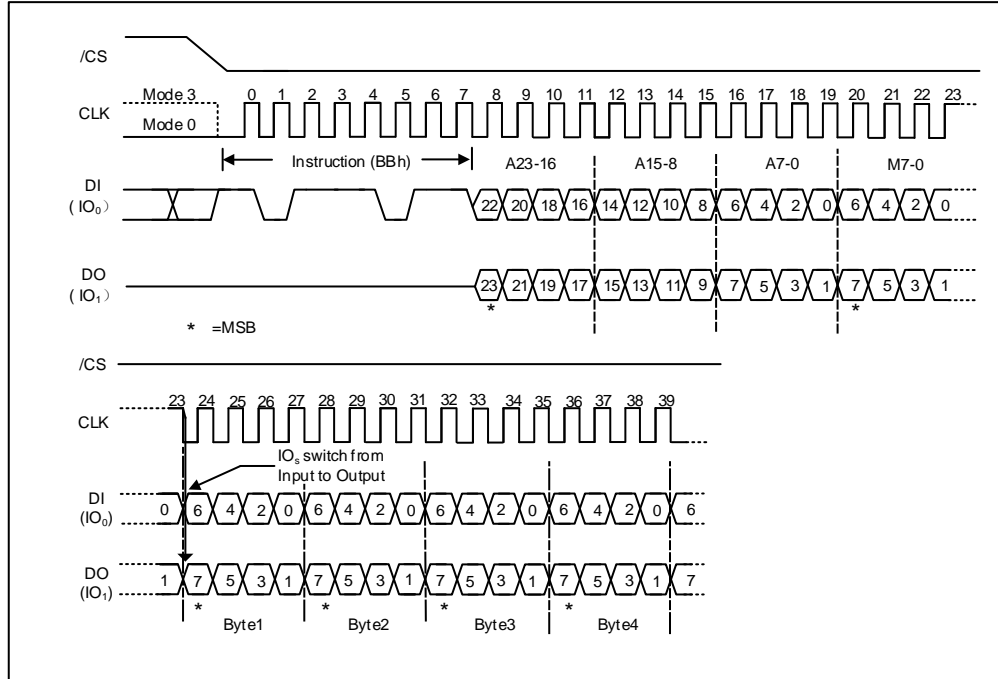 /CS
Mode 3
0 1 2 3 4 5 6 7 8 9 10 11 12 13 14 15 16 17 18 19 20 21 22 23
CLK
Mode 0
Instruction (BBh) A23-16 A15-8 A7-0 M7-0
DI
( IO₀)
22 20 18 16 14 12 10 8 6 4 2 0 6 4 2 0
DO
( IO₁)
23 21 19 17 15 13 11 9 7 5 3 1 7 5 3 1
* *
* =MSB
/CS
23 24 25 26 27 28 29 30 31 32 33 34 35 36 37 38 39
CLK
IOₛ switch from
Input to Output
DI
(IO₀)
0 6 4 2 0 6 4 2 0 6 4 2 0 6 4 2 0 6
DO
(IO₁)
1 7 5 3 1 7 5 3 1 7 5 3 1 7 5 3 1 7
* * * *
Byte1 Byte2 Byte3 Byte4